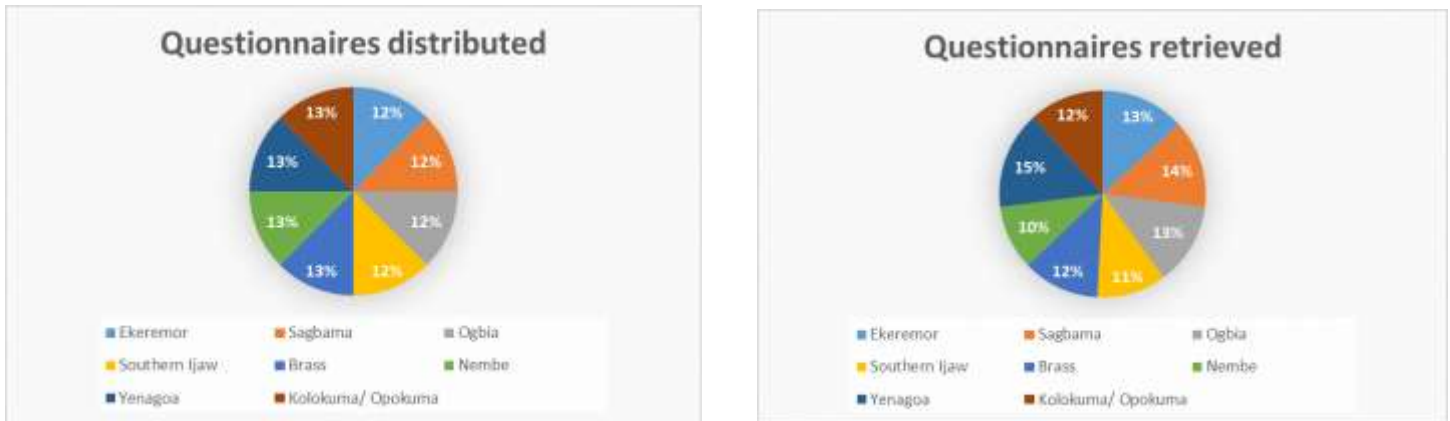 Questionnaires distributed
13% 12%
13% 12%
13% 12%
13% 12%
Ekeremor Sagbama Ogbia
Southern Ijaw Brass Nembe
Yenagoa Kolokuma/ Opokuma
Questionnaires retrieved
12% 13%
15% 14%
10% 13%
12% 11%
Ekeremor Sagbama Ogbia
Southern Ijaw Brass Nembe
Yenagoa Kolokuma/ Opokuma